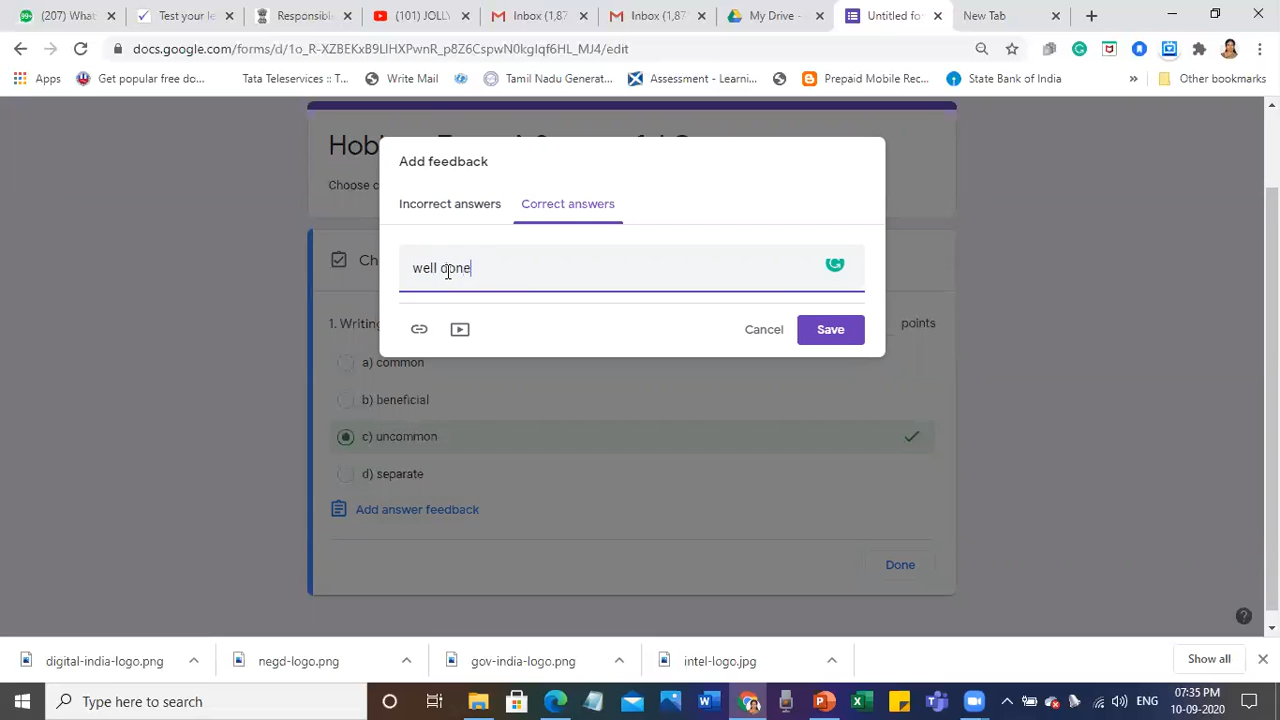 (207) What
Test your le
Responsibi
(101) JOLLY
Inbox (1,87
Inbox (1,87
My Drive -
Untitled fo
New Tab
docs.google.com/forms/d/1o_R-XZBEKxB9LIHXPwnR_p8Z6CspwN0kgIqf6HL_MJ4/edit
Apps
Get popular free do...
Tata Teleservices :: T...
Write Mail
Tamil Nadu Generat...
Assessment - Learni...
Prepaid Mobile Rec...
State Bank of India
»
Other bookmarks
Choose c
Add feedback
Incorrect answers
Correct answers
well done
Cancel
Save
Ch
1. Writing
points
a) common
b) beneficial
c) uncommon
d) separate
Add answer feedback
Done
digital-india-logo.png
negd-logo.png
gov-india-logo.png
intel-logo.jpg
Show all
Type here to search
ENG
07:35 PM
10-09-2020